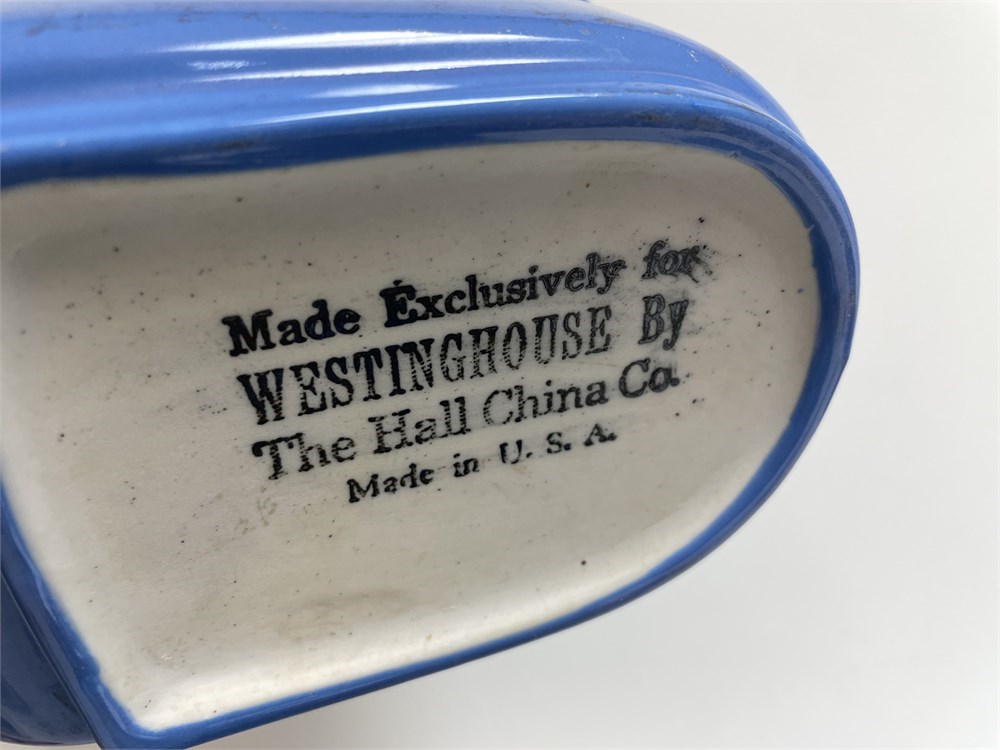 Made Exclusively for
WESTINGHOUSE By
The Hall China Co.
Made in U. S. A.